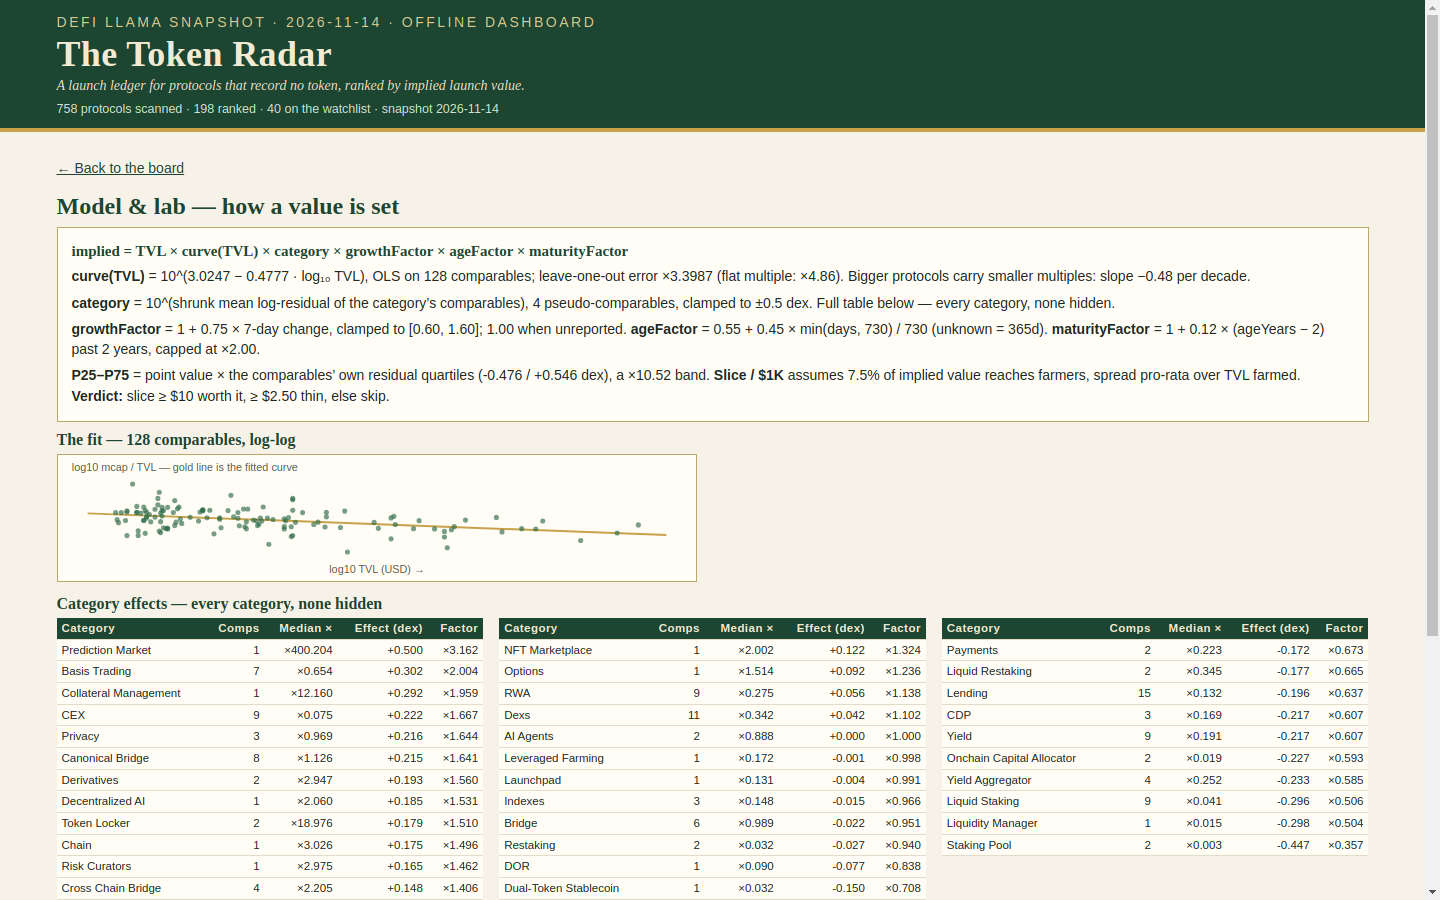 DEFI LLAMA SNAPSHOT · 2026-11-14 · OFFLINE DASHBOARD
The Token Radar
A launch ledger for protocols that record no token, ranked by implied launch value.
758 protocols scanned · 198 ranked · 40 on the watchlist · snapshot 2026-11-14
← Back to the board
Model & lab — how a value is set
implied = TVL × curve(TVL) × category × growthFactor × ageFactor × maturityFactor
curve(TVL) = 10^(3.0247 − 0.4777 · log₁₀ TVL), OLS on 128 comparables; leave-one-out error ×3.3987 (flat multiple: ×4.86). Bigger protocols carry smaller multiples: slope −0.48 per decade.
category = 10^(shrunk mean log-residual of the category's comparables), 4 pseudo-comparables, clamped to ±0.5 dex. Full table below — every category, none hidden.
growthFactor = 1 + 0.75 × 7-day change, clamped to [0.60, 1.60]; 1.00 when unreported. ageFactor = 0.55 + 0.45 × min(days, 730) / 730 (unknown = 365d). maturityFactor = 1 + 0.12 × (ageYears − 2)
past 2 years, capped at ×2.00.
P25–P75 = point value × the comparables' own residual quartiles (-0.476 / +0.546 dex), a ×10.52 band. Slice / $1K assumes 7.5% of implied value reaches farmers, spread pro-rata over TVL farmed.
Verdict: slice ≥ $10 worth it, ≥ $2.50 thin, else skip.
The fit — 128 comparables, log-log
log10 mcap / TVL — gold line is the fitted curve
log10 TVL (USD) →
Category effects — every category, none hidden
Category Comps Median × Effect (dex) Factor
Prediction Market 1 ×400.204 +0.500 ×3.162
Basis Trading 7 ×0.654 +0.302 ×2.004
Collateral Management 1 ×12.160 +0.292 ×1.959
CEX 9 ×0.075 +0.222 ×1.667
Privacy 3 ×0.969 +0.216 ×1.644
Canonical Bridge 8 ×1.126 +0.215 ×1.641
Derivatives 2 ×2.947 +0.193 ×1.560
Decentralized AI 1 ×2.060 +0.185 ×1.531
Token Locker 2 ×18.976 +0.179 ×1.510
Chain 1 ×3.026 +0.175 ×1.496
Risk Curators 1 ×2.975 +0.165 ×1.462
Cross Chain Bridge 4 ×2.205 +0.148 ×1.406
Category Comps Median × Effect (dex) Factor
NFT Marketplace 1 ×2.002 +0.122 ×1.324
Options 1 ×1.514 +0.092 ×1.236
RWA 9 ×0.275 +0.056 ×1.138
Dexs 11 ×0.342 +0.042 ×1.102
AI Agents 2 ×0.888 +0.000 ×1.000
Leveraged Farming 1 ×0.172 -0.001 ×0.998
Launchpad 1 ×0.131 -0.004 ×0.991
Indexes 3 ×0.148 -0.015 ×0.966
Bridge 6 ×0.989 -0.022 ×0.951
Restaking 2 ×0.032 -0.027 ×0.940
DOR 1 ×0.090 -0.077 ×0.838
Dual-Token Stablecoin 1 ×0.032 -0.150 ×0.708
Category Comps Median × Effect (dex) Factor
Payments 2 ×0.223 -0.172 ×0.673
Liquid Restaking 2 ×0.345 -0.177 ×0.665
Lending 15 ×0.132 -0.196 ×0.637
CDP 3 ×0.169 -0.217 ×0.607
Yield 9 ×0.191 -0.217 ×0.607
Onchain Capital Allocator 2 ×0.019 -0.227 ×0.593
Yield Aggregator 4 ×0.252 -0.233 ×0.585
Liquid Staking 9 ×0.041 -0.296 ×0.506
Liquidity Manager 1 ×0.015 -0.298 ×0.504
Staking Pool 2 ×0.003 -0.447 ×0.357